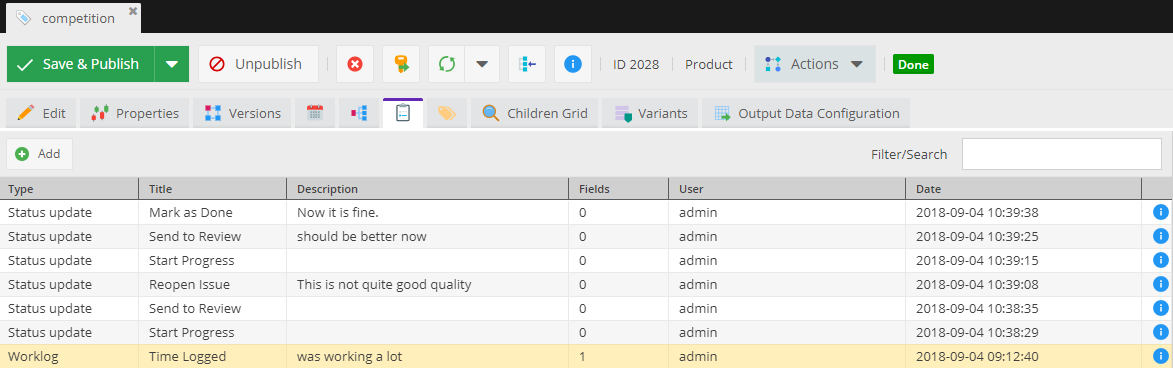 competition
Save & Publish Unpublish ID 2028 Product Actions Done
Edit Properties Versions Children Grid Variants Output Data Configuration
Add Filter/Search
Type Title Description Fields User Date
Status update Mark as Done Now it is fine. 0 admin 2018-09-04 10:39:38
Status update Send to Review should be better now 0 admin 2018-09-04 10:39:25
Status update Start Progress 0 admin 2018-09-04 10:39:15
Status update Reopen Issue This is not quite good quality 0 admin 2018-09-04 10:39:08
Status update Send to Review 0 admin 2018-09-04 10:38:35
Status update Start Progress 0 admin 2018-09-04 10:38:29
Worklog Time Logged was working a lot 1 admin 2018-09-04 09:12:40